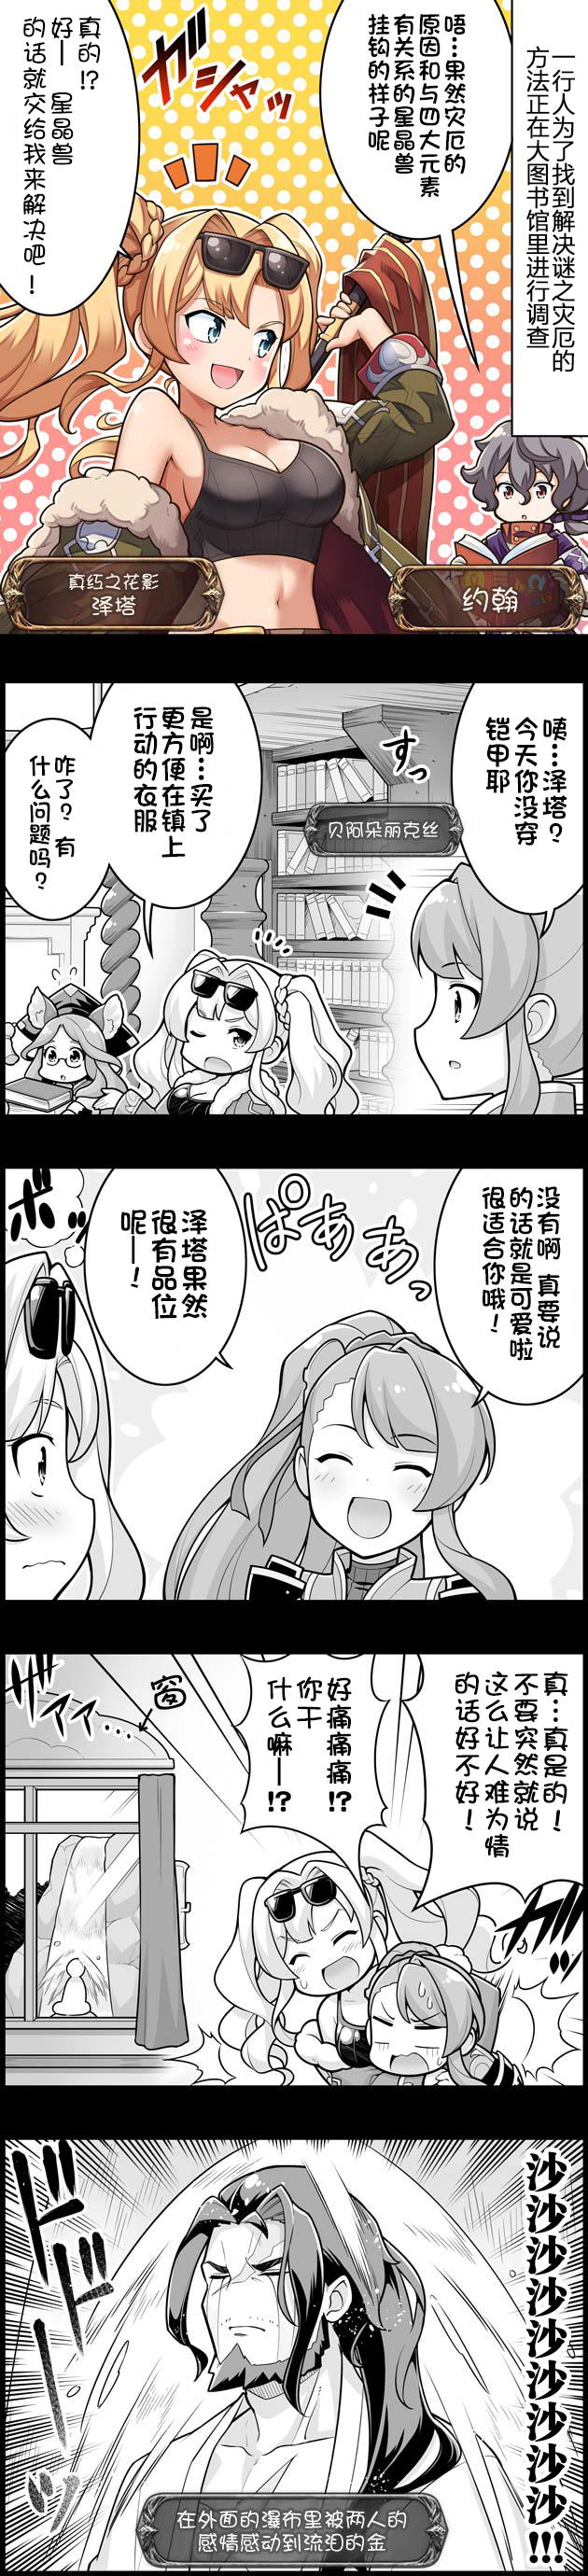 一行人为了找到解决谜之灾厄的
方法正在大图书馆里进行调查
唔…果然灾厄的
原因和与四大元素
有关系的星晶兽
挂钩的样子呢
ガシャッ
真的!?
好— 星晶兽
的话就交给我来解决吧！
真红之花影
泽塔
约翰
咦…泽塔？
今天你没穿
铠甲耶
すっ
贝阿朵丽克丝
是啊…买了
更方便在镇上
行动的衣服
咋了？有
什么问题吗？
没有啊 真要说
的话就是可爱啦
很适合你哦！
ぱあぁっ
泽塔果然
很有品位
呢—！
ボッ
真…真是的！
不要突然就说
这么让人难为情
的话好不好！
好痛痛痛!?
你干
什么嘛—!?
窗
ザァァ…
沙沙沙沙沙沙沙沙沙!!!
ドドドドッ
在外面的瀑布里被两人的
感情感动到流泪的金